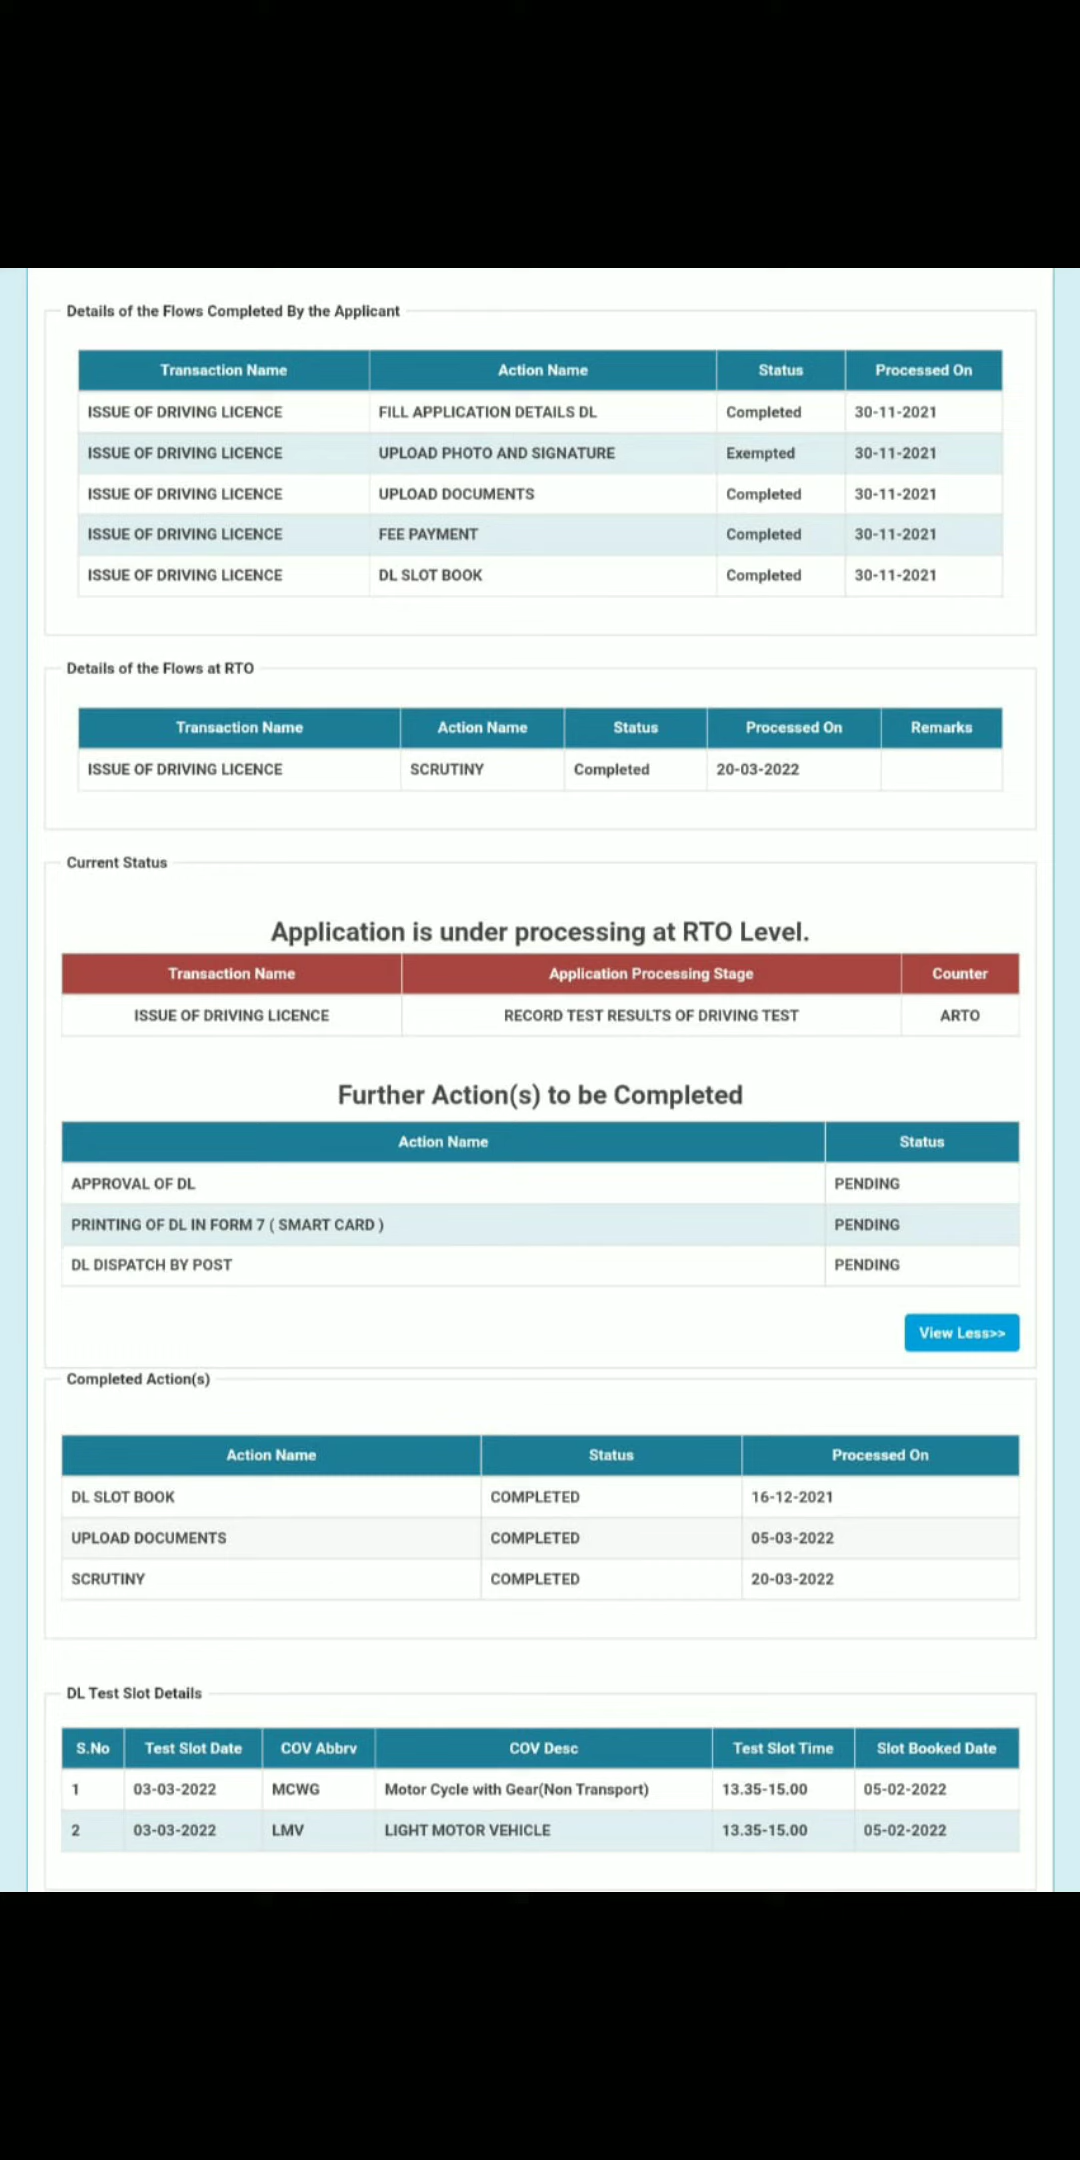 Details of the Flows Completed By the Applicant
Transaction Name Action Name Status Processed On
ISSUE OF DRIVING LICENCE FILL APPLICATION DETAILS DL Completed 30-11-2021
ISSUE OF DRIVING LICENCE UPLOAD PHOTO AND SIGNATURE Exempted 30-11-2021
ISSUE OF DRIVING LICENCE UPLOAD DOCUMENTS Completed 30-11-2021
ISSUE OF DRIVING LICENCE FEE PAYMENT Completed 30-11-2021
ISSUE OF DRIVING LICENCE DL SLOT BOOK Completed 30-11-2021
Details of the Flows at RTO
Transaction Name Action Name Status Processed On Remarks
ISSUE OF DRIVING LICENCE SCRUTINY Completed 20-03-2022
Current Status
Application is under processing at RTO Level.
Transaction Name Application Processing Stage Counter
ISSUE OF DRIVING LICENCE RECORD TEST RESULTS OF DRIVING TEST ARTO
Further Action(s) to be Completed
Action Name Status
APPROVAL OF DL PENDING
PRINTING OF DL IN FORM 7 ( SMART CARD ) PENDING
DL DISPATCH BY POST PENDING
View Less>>
Completed Action(s)
Action Name Status Processed On
DL SLOT BOOK COMPLETED 16-12-2021
UPLOAD DOCUMENTS COMPLETED 05-03-2022
SCRUTINY COMPLETED 20-03-2022
DL Test Slot Details
S.No Test Slot Date COV Abbrv COV Desc Test Slot Time Slot Booked Date
1 03-03-2022 MCWG Motor Cycle with Gear(Non Transport) 13.35-15.00 05-02-2022
2 03-03-2022 LMV LIGHT MOTOR VEHICLE 13.35-15.00 05-02-2022